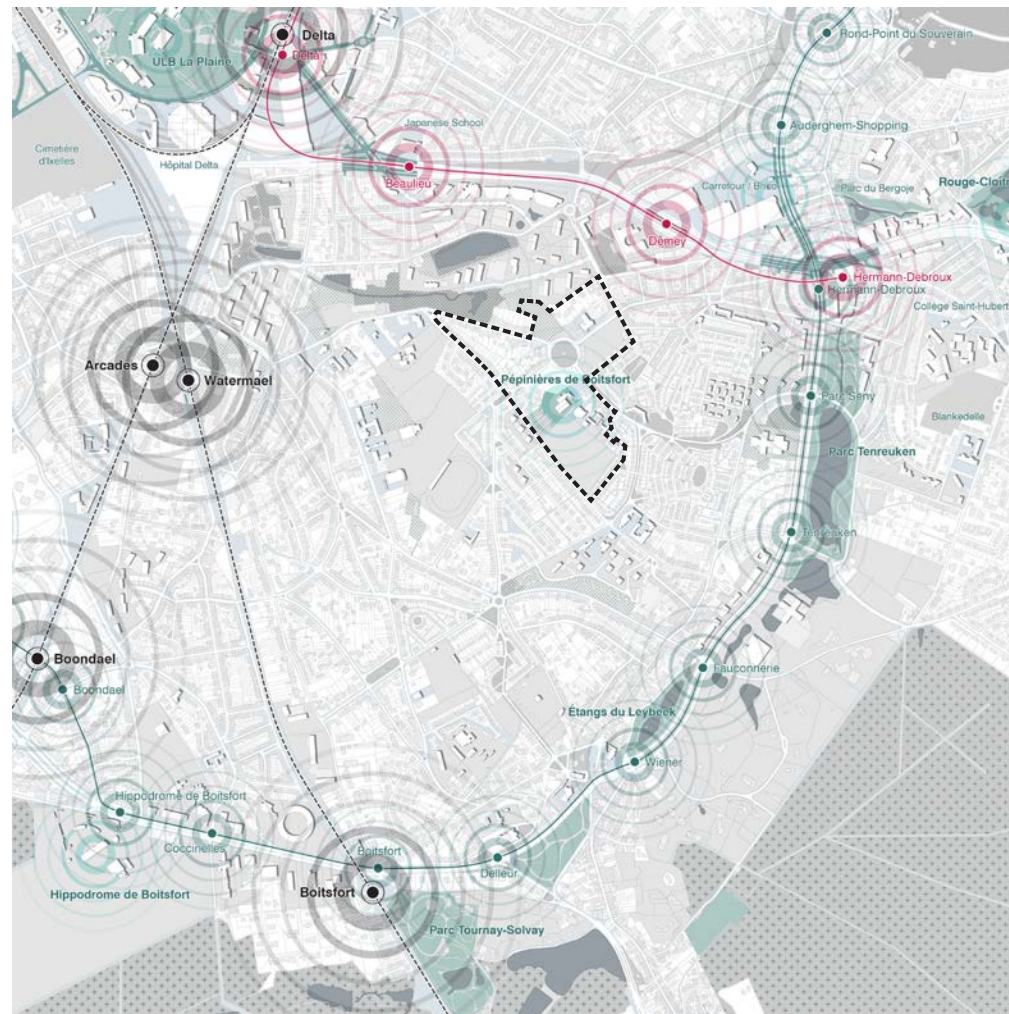 Delta
Rond-Point du Souverain
Delta
ULB La Plaine
Japanese School
Auderghem-Shopping
Cimetière
d'Ixelles
Hôpital Delta
Beaulieu
Carrefour / Brico
Parc du Bergoje
Rouge-Cloître
Demey
Hermann-Debroux
Hermann-Debroux
Collège Saint-Hubert
Arcades
Watermael
Pépinières de Boitsfort
Parc Seny
Blankedelle
Parc Tenreuken
Tenreuken
Boondael
Boondael
Fauconnerie
Étangs du Leybeek
Wiener
Hippodrome de Boitsfort
Coccinelles
Boitsfort
Delleur
Hippodrome de Boitsfort
Boitsfort
Parc Tournay-Solvay